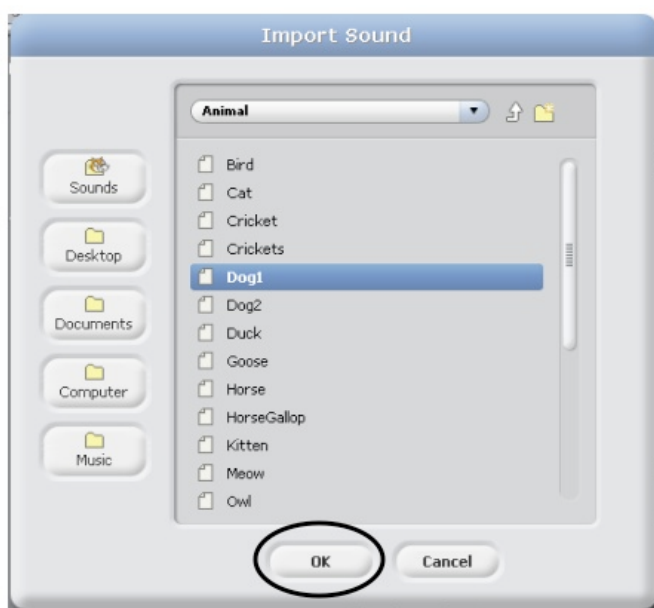 Import Sound
Animal
Sounds
Desktop
Documents
Computer
Music
Bird
Cat
Cricket
Crickets
Dog1
Dog2
Duck
Goose
Horse
HorseGallop
Kitten
Meow
Owl
OK
Cancel